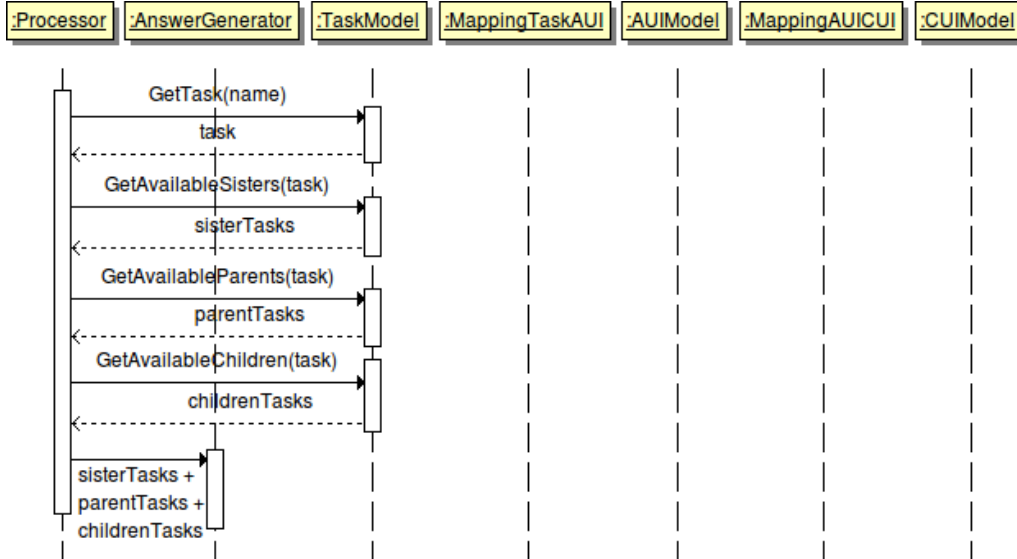 :Processor
:AnswerGenerator
:TaskModel
:MappingTaskAUI
:AUIModel
:MappingAUICUI
:CUIModel
GetTask(name)
task
GetAvailableSisters(task)
sisterTasks
GetAvailableParents(task)
parentTasks
GetAvailableChildren(task)
childrenTasks
sisterTasks +
parentTasks +
childrenTasks